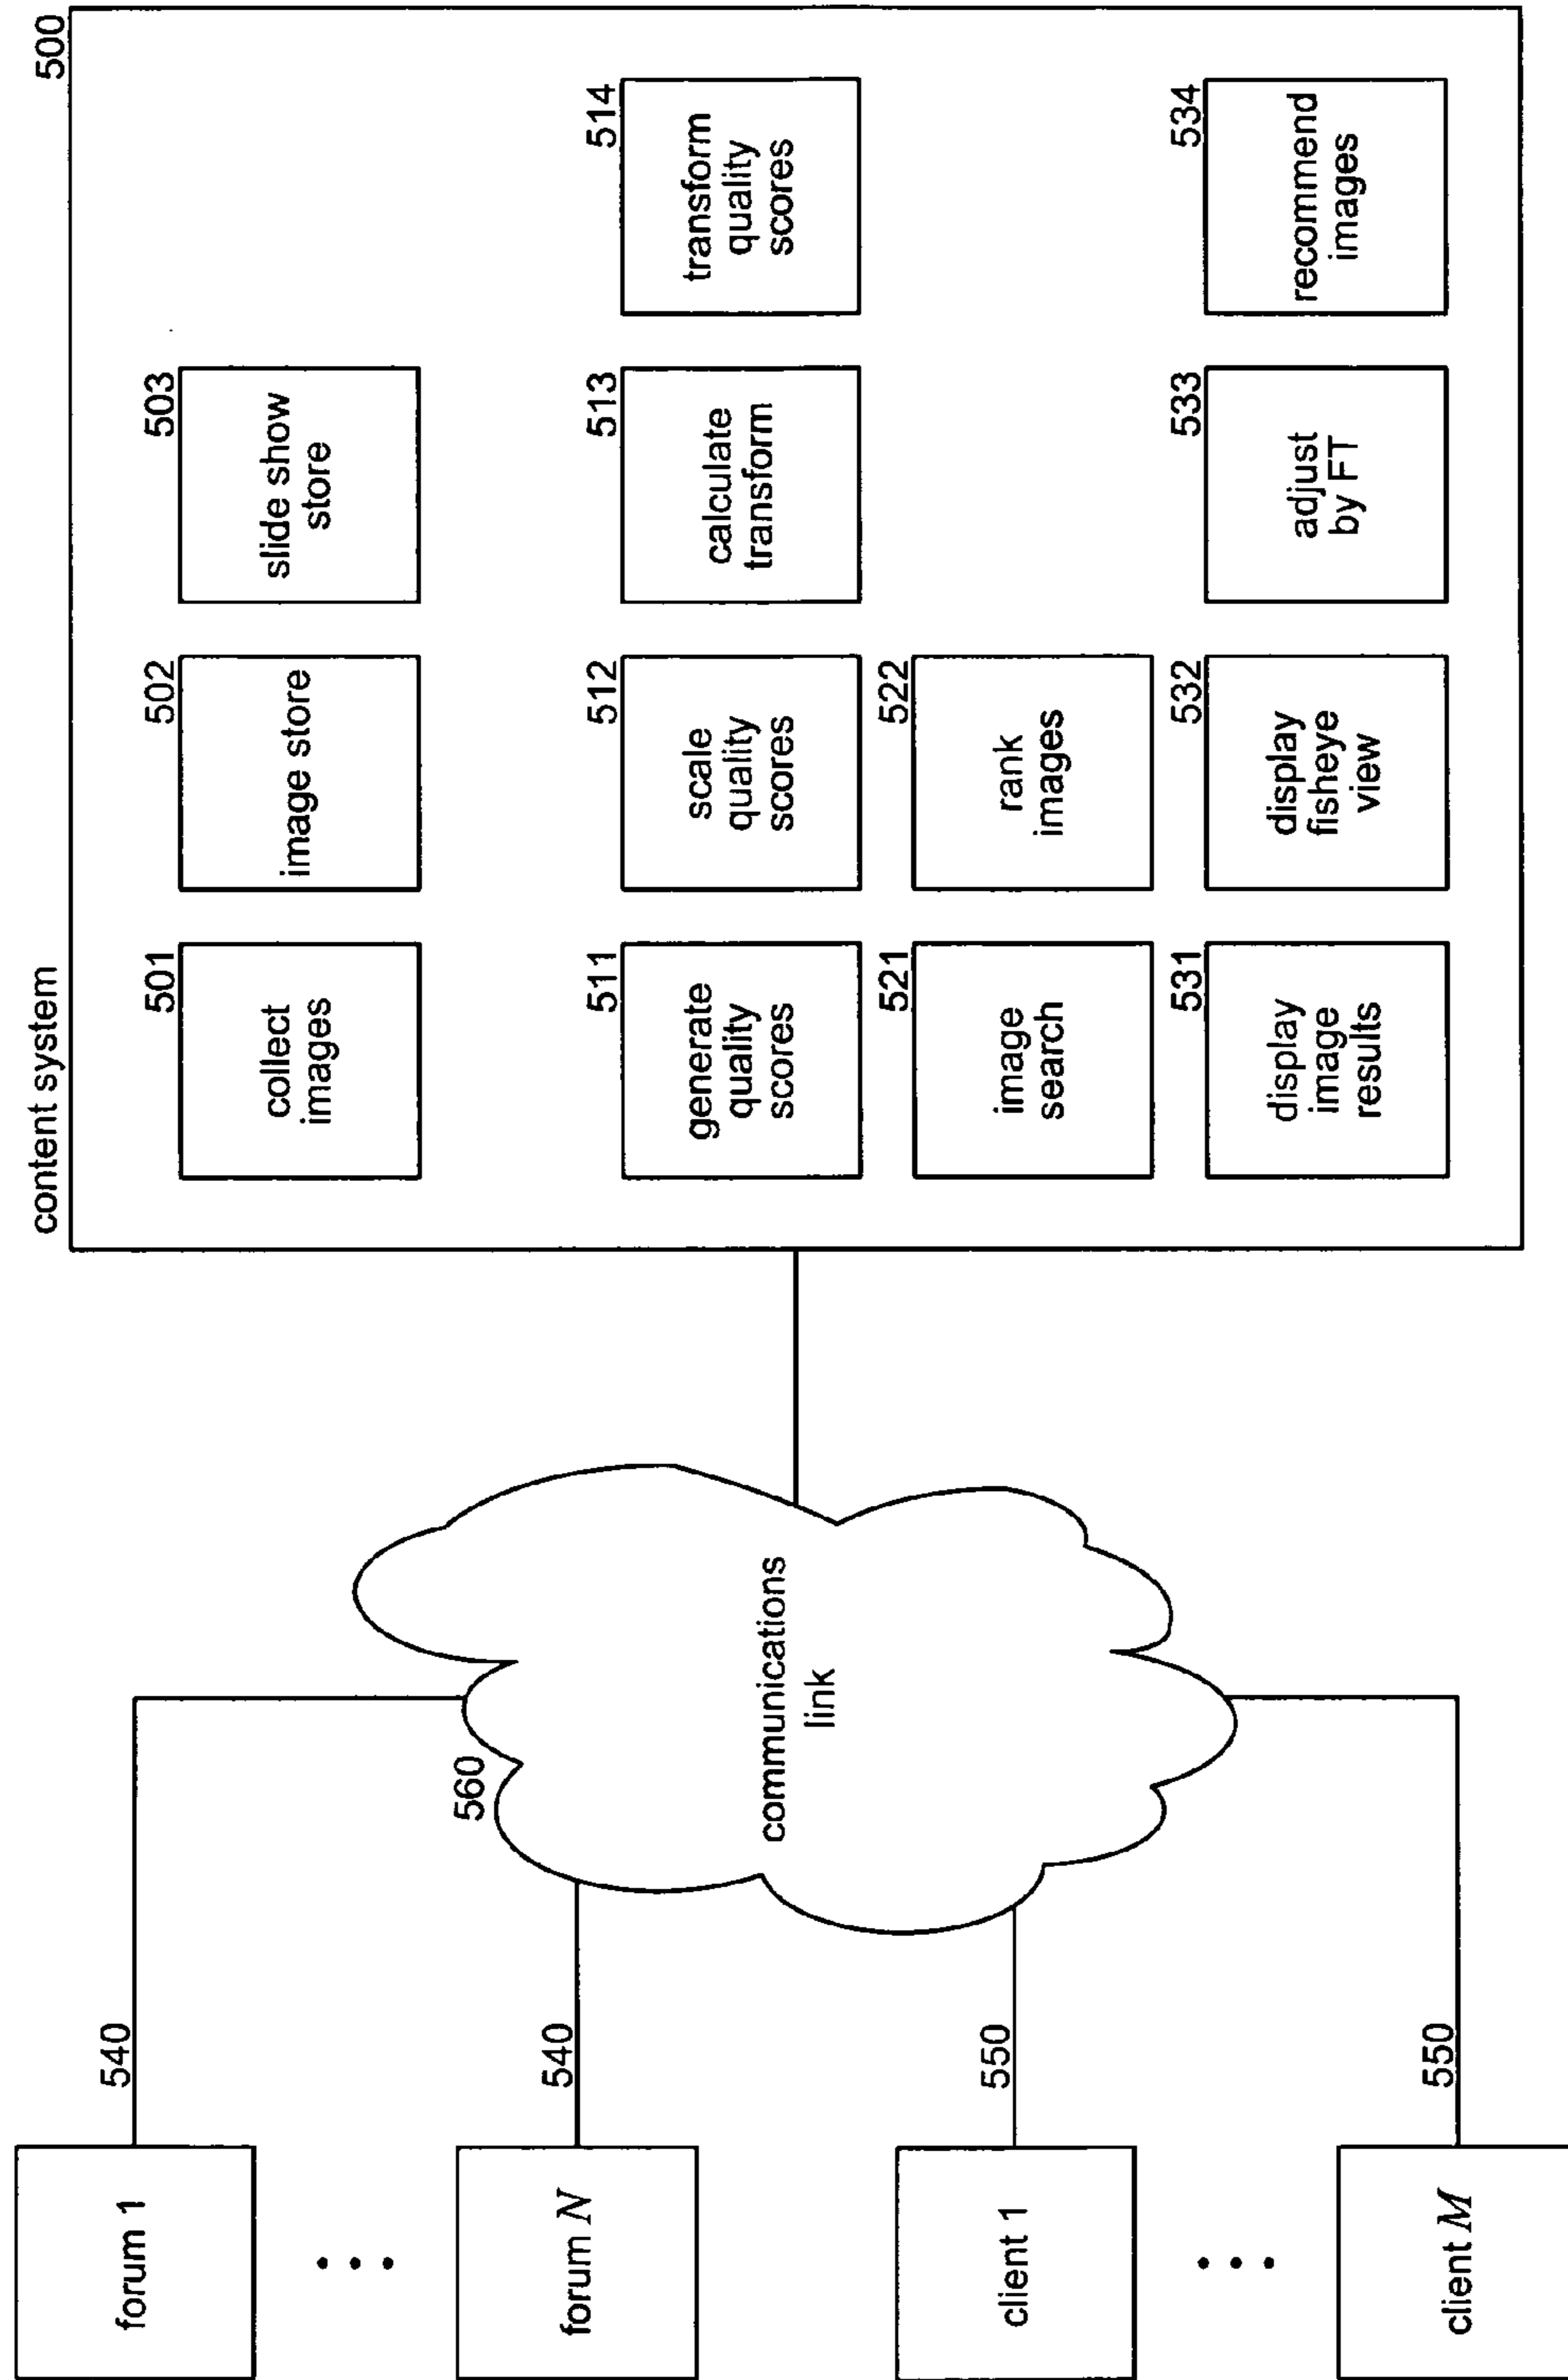 content system
500
501
collect
images
502
image store
503
slide show
store
511
generate
quality
scores
512
scale
quality
scores
513
calculate
transform
514
transform
quality
scores
521
image
search
522
rank
images
531
display
image
results
532
display
fisheye
view
533
adjust
by FT
534
recommend
images
560
communications
link
540
forum 1
540
forum N
550
client 1
550
client M